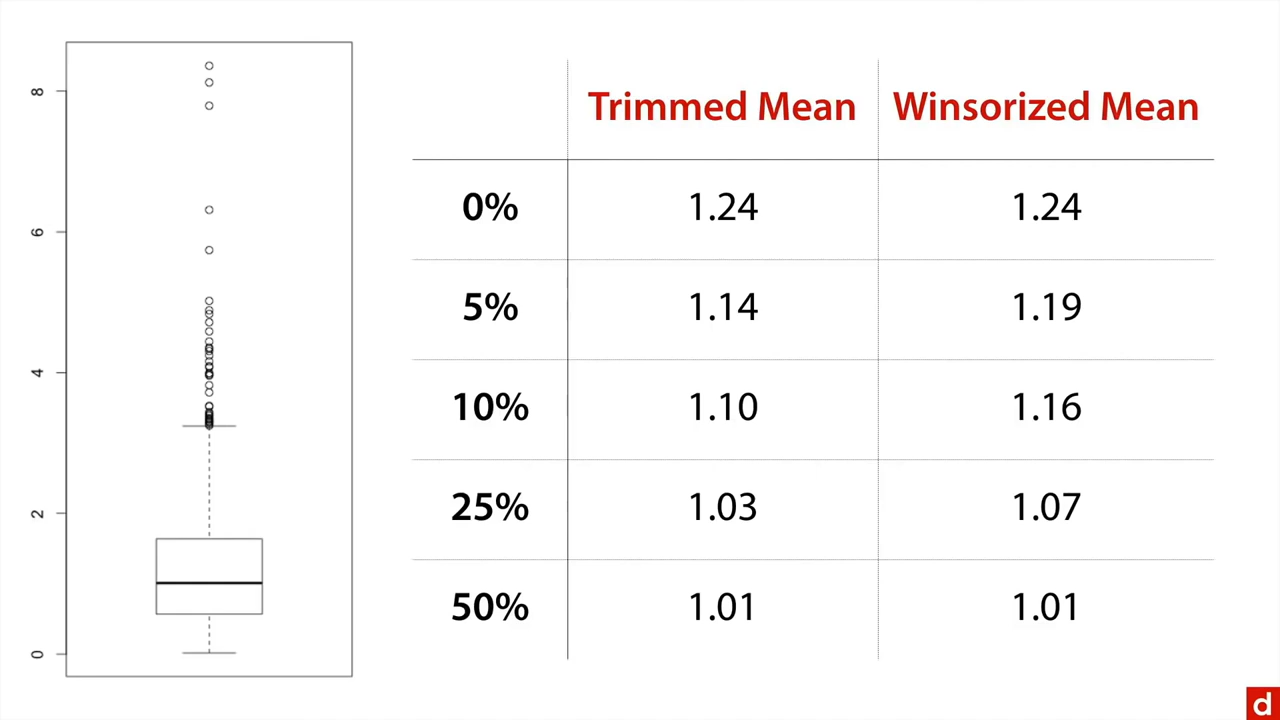 8
6
4
2
0
Trimmed Mean Winsorized Mean
0% 1.24 1.24
5% 1.14 1.19
10% 1.10 1.16
25% 1.03 1.07
50% 1.01 1.01
d